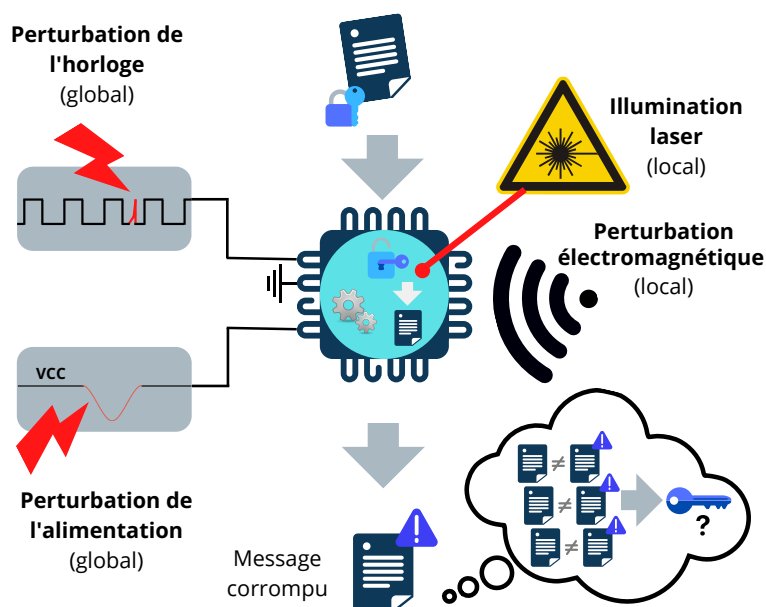 Perturbation de
l'horloge
(global)
Illumination
laser
(local)
Perturbation
électromagnétique
(local)
VCC
Perturbation de
l'alimentation
(global)
Message
corrompu
≠
≠
≠
?